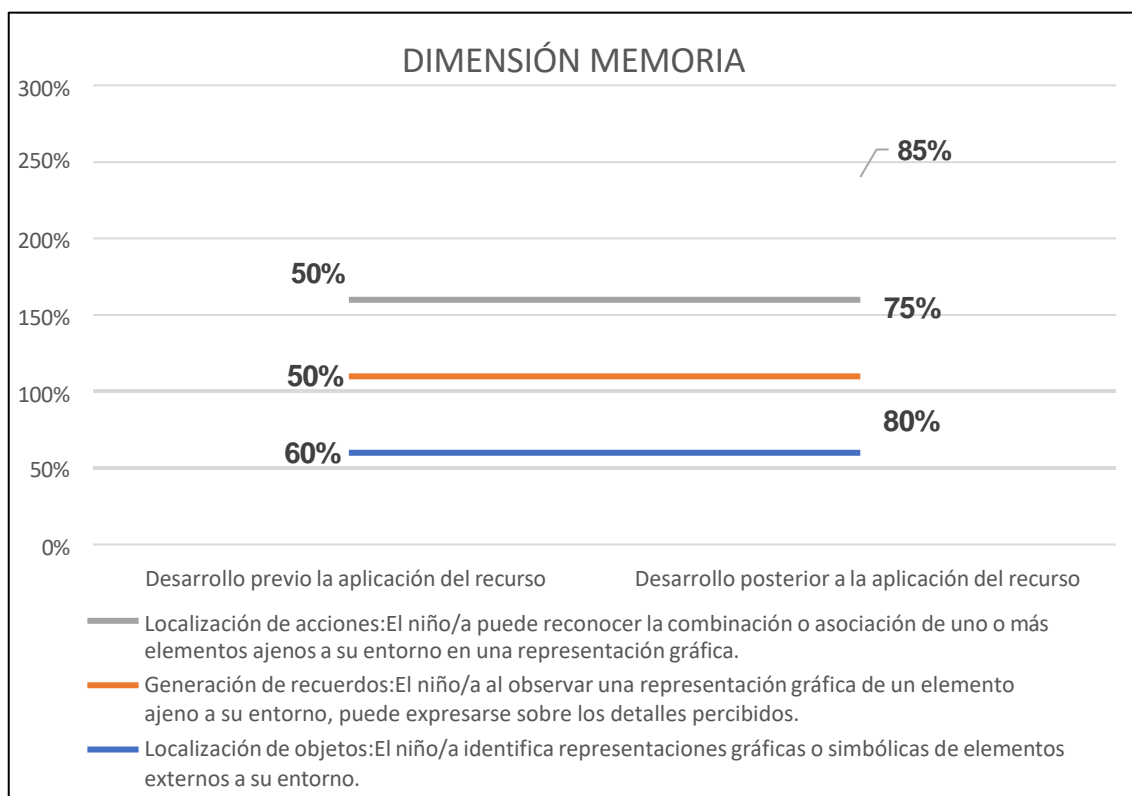 DIMENSIÓN MEMORIA
300%
250%
200%
150%
100%
50%
0%
85%
50%
75%
50%
80%
60%
Desarrollo previo la aplicación del recurso
Desarrollo posterior a la aplicación del recurso
Localización de acciones:El niño/a puede reconocer la combinación o asociación de uno o más
elementos ajenos a su entorno en una representación gráfica.
Generación de recuerdos:El niño/a al observar una representación gráfica de un elemento
ajeno a su entorno, puede expresarse sobre los detalles percibidos.
Localización de objetos:El niño/a identifica representaciones gráficas o simbólicas de elementos
externos a su entorno.